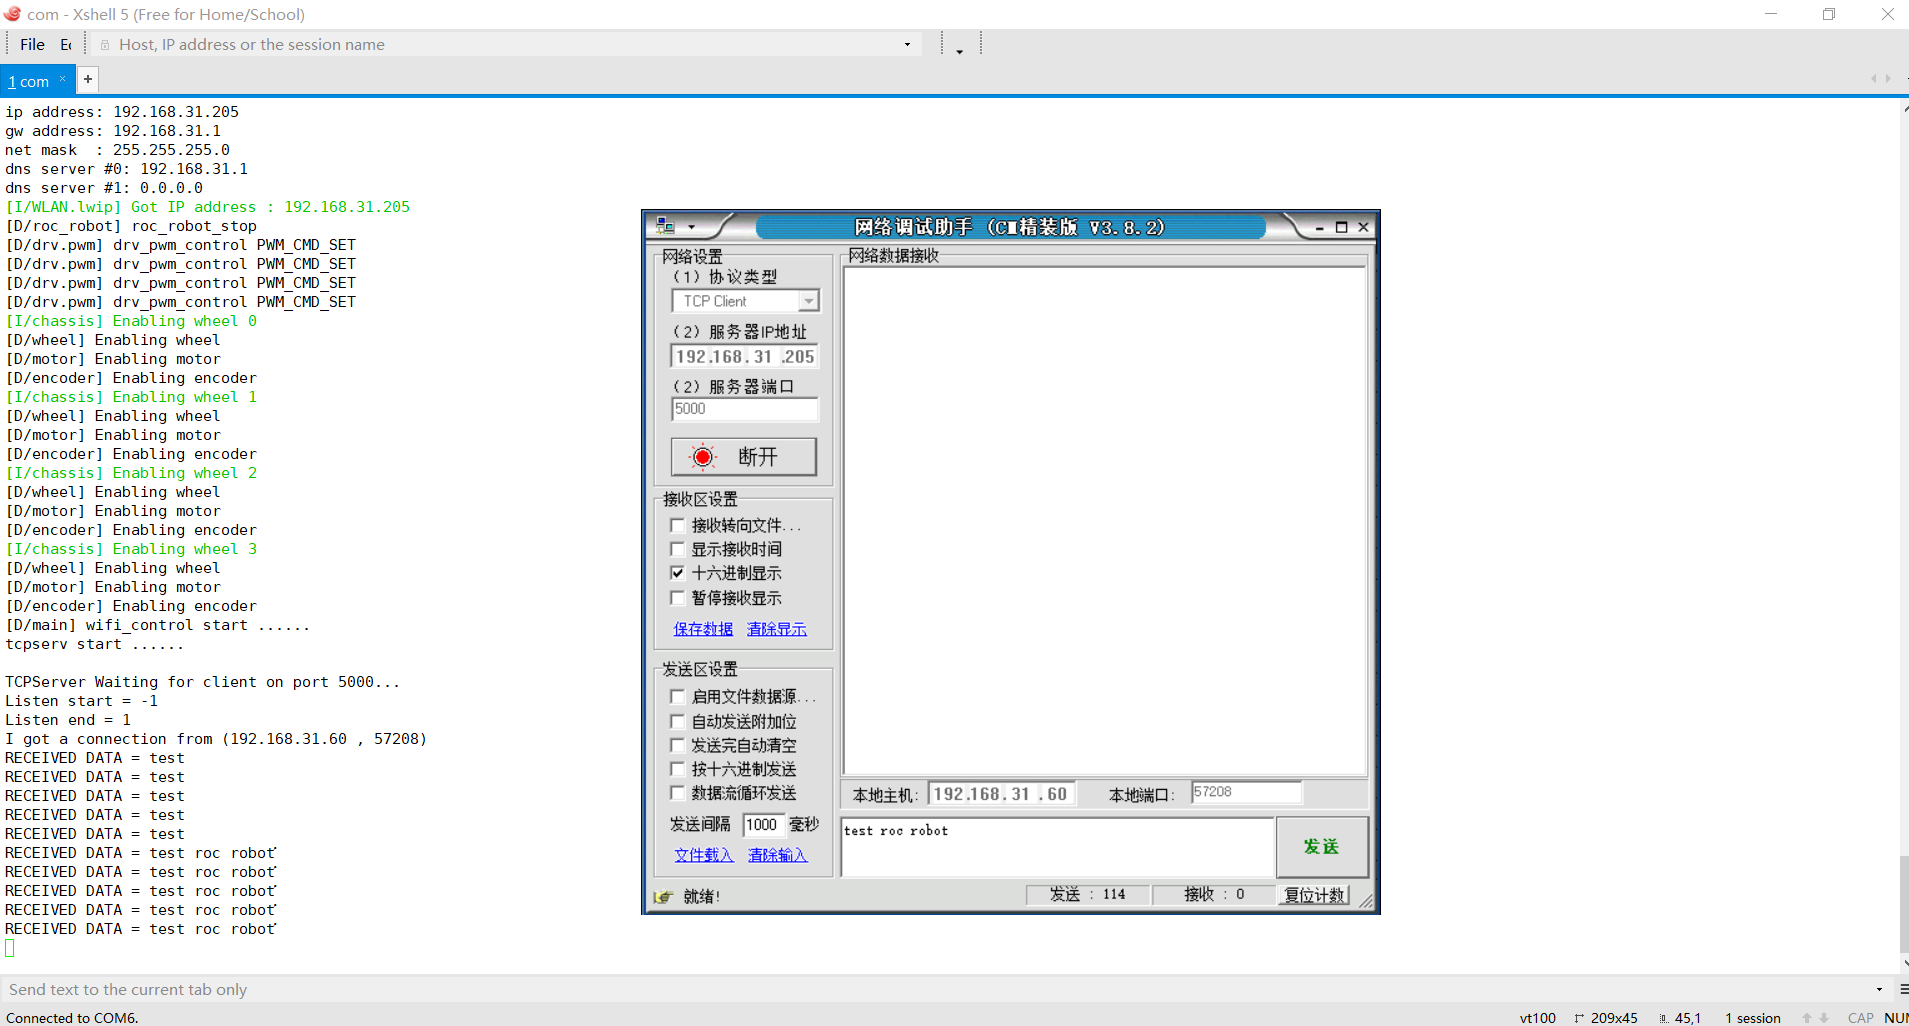 com - Xshell 5 (Free for Home/School)
File
Host, IP address or the session name
1 com × +
ip address: 192.168.31.205
gw address: 192.168.31.1
net mask  : 255.255.255.0
dns server #0: 192.168.31.1
dns server #1: 0.0.0.0
[I/WLAN.lwip] Got IP address : 192.168.31.205
[D/roc_robot] roc_robot_stop
[D/drv.pwm] drv_pwm_control PWM_CMD_SET
[D/drv.pwm] drv_pwm_control PWM_CMD_SET
[D/drv.pwm] drv_pwm_control PWM_CMD_SET
[D/drv.pwm] drv_pwm_control PWM_CMD_SET
[I/chassis] Enabling wheel 0
[D/wheel] Enabling wheel
[D/motor] Enabling motor
[D/encoder] Enabling encoder
[I/chassis] Enabling wheel 1
[D/wheel] Enabling wheel
[D/motor] Enabling motor
[D/encoder] Enabling encoder
[I/chassis] Enabling wheel 2
[D/wheel] Enabling wheel
[D/motor] Enabling motor
[D/encoder] Enabling encoder
[I/chassis] Enabling wheel 3
[D/wheel] Enabling wheel
[D/motor] Enabling motor
[D/encoder] Enabling encoder
[D/main] wifi_control start ......
tcpserv start ......
TCPServer Waiting for client on port 5000...
Listen start = -1
Listen end = 1
I got a connection from (192.168.31.60 , 57208)
RECEIVED DATA = test
RECEIVED DATA = test
RECEIVED DATA = test
RECEIVED DATA = test
RECEIVED DATA = test
RECEIVED DATA = test roc robot
RECEIVED DATA = test roc robot
RECEIVED DATA = test roc robot
RECEIVED DATA = test roc robot
RECEIVED DATA = test roc robot
网络调试助手 (C精装版 V3.8.2)
网络设置
(1) 协议类型
TCP Client
(2) 服务器IP地址
192.168.31.205
(2) 服务器端口
5000
断开
接收区设置
接收转向文件...
显示接收时间
十六进制显示
暂停接收显示
保存数据 清除显示
发送区设置
启用文件数据源...
自动发送附加位
发送完自动清空
按十六进制发送
数据流循环发送
发送间隔 1000 毫秒
文件载入 清除输入
网络数据接收
本地主机: 192.168.31.60 本地端口: 57208
test roc robot
发送
就绪! 发送 : 114 接收 : 0 复位计数
Send text to the current tab only
Connected to COM6. vt100 209x45 45,1 1 session CAP NUM